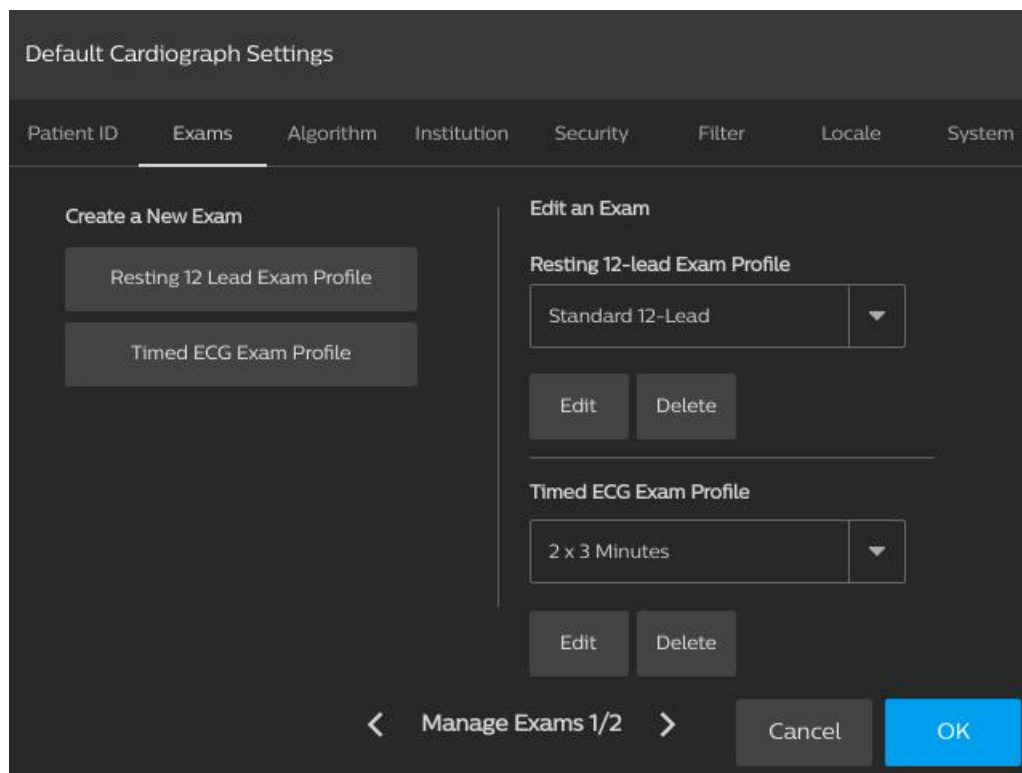 Default Cardiograph Settings
Patient ID Exams Algorithm Institution Security Filter Locale System
Create a New Exam
Resting 12 Lead Exam Profile
Timed ECG Exam Profile
Edit an Exam
Resting 12-lead Exam Profile
Standard 12-Lead
Edit Delete
Timed ECG Exam Profile
2 x 3 Minutes
Edit Delete
Manage Exams 1/2
Cancel OK